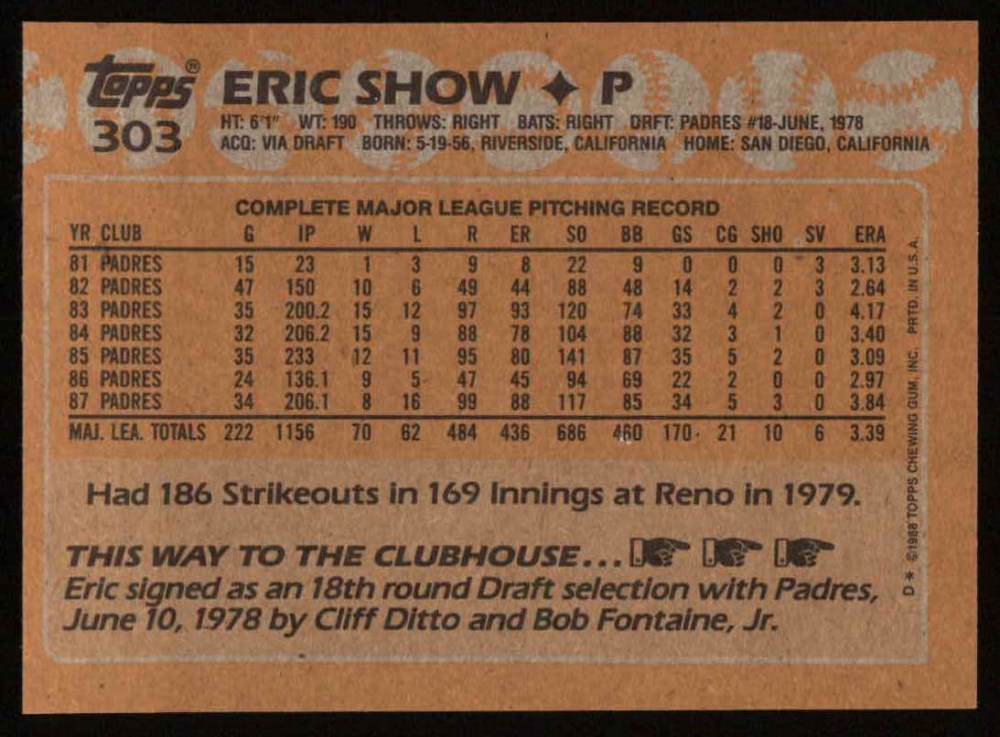 Topps® ERIC SHOW ✦ P
303 HT: 6'1" WT: 190 THROWS: RIGHT BATS: RIGHT DRFT: PADRES #18-JUNE, 1978
ACQ: VIA DRAFT BORN: 5-19-56, RIVERSIDE, CALIFORNIA HOME: SAN DIEGO, CALIFORNIA
COMPLETE MAJOR LEAGUE PITCHING RECORD
YR CLUB G IP W L R ER SO BB GS CG SHO SV ERA
81 PADRES 15 23 1 3 9 8 22 9 0 0 0 3 3.13
82 PADRES 47 150 10 6 49 44 88 48 14 2 2 3 2.64
83 PADRES 35 200.2 15 12 97 93 120 74 33 4 2 0 4.17
84 PADRES 32 206.2 15 9 88 78 104 88 32 3 1 0 3.40
85 PADRES 35 233 12 11 95 80 141 87 35 5 2 0 3.09
86 PADRES 24 136.1 9 5 47 45 94 69 22 2 0 0 2.97
87 PADRES 34 206.1 8 16 99 88 117 85 34 5 3 0 3.84
MAJ. LEA. TOTALS 222 1156 70 62 484 436 686 460 170 21 10 6 3.39
Had 186 Strikeouts in 169 Innings at Reno in 1979.
THIS WAY TO THE CLUBHOUSE...
Eric signed as an 18th round Draft selection with Padres,
June 10, 1978 by Cliff Ditto and Bob Fontaine, Jr.
D* ©1988 TOPPS CHEWING GUM, INC. PRTD. IN U.S.A.